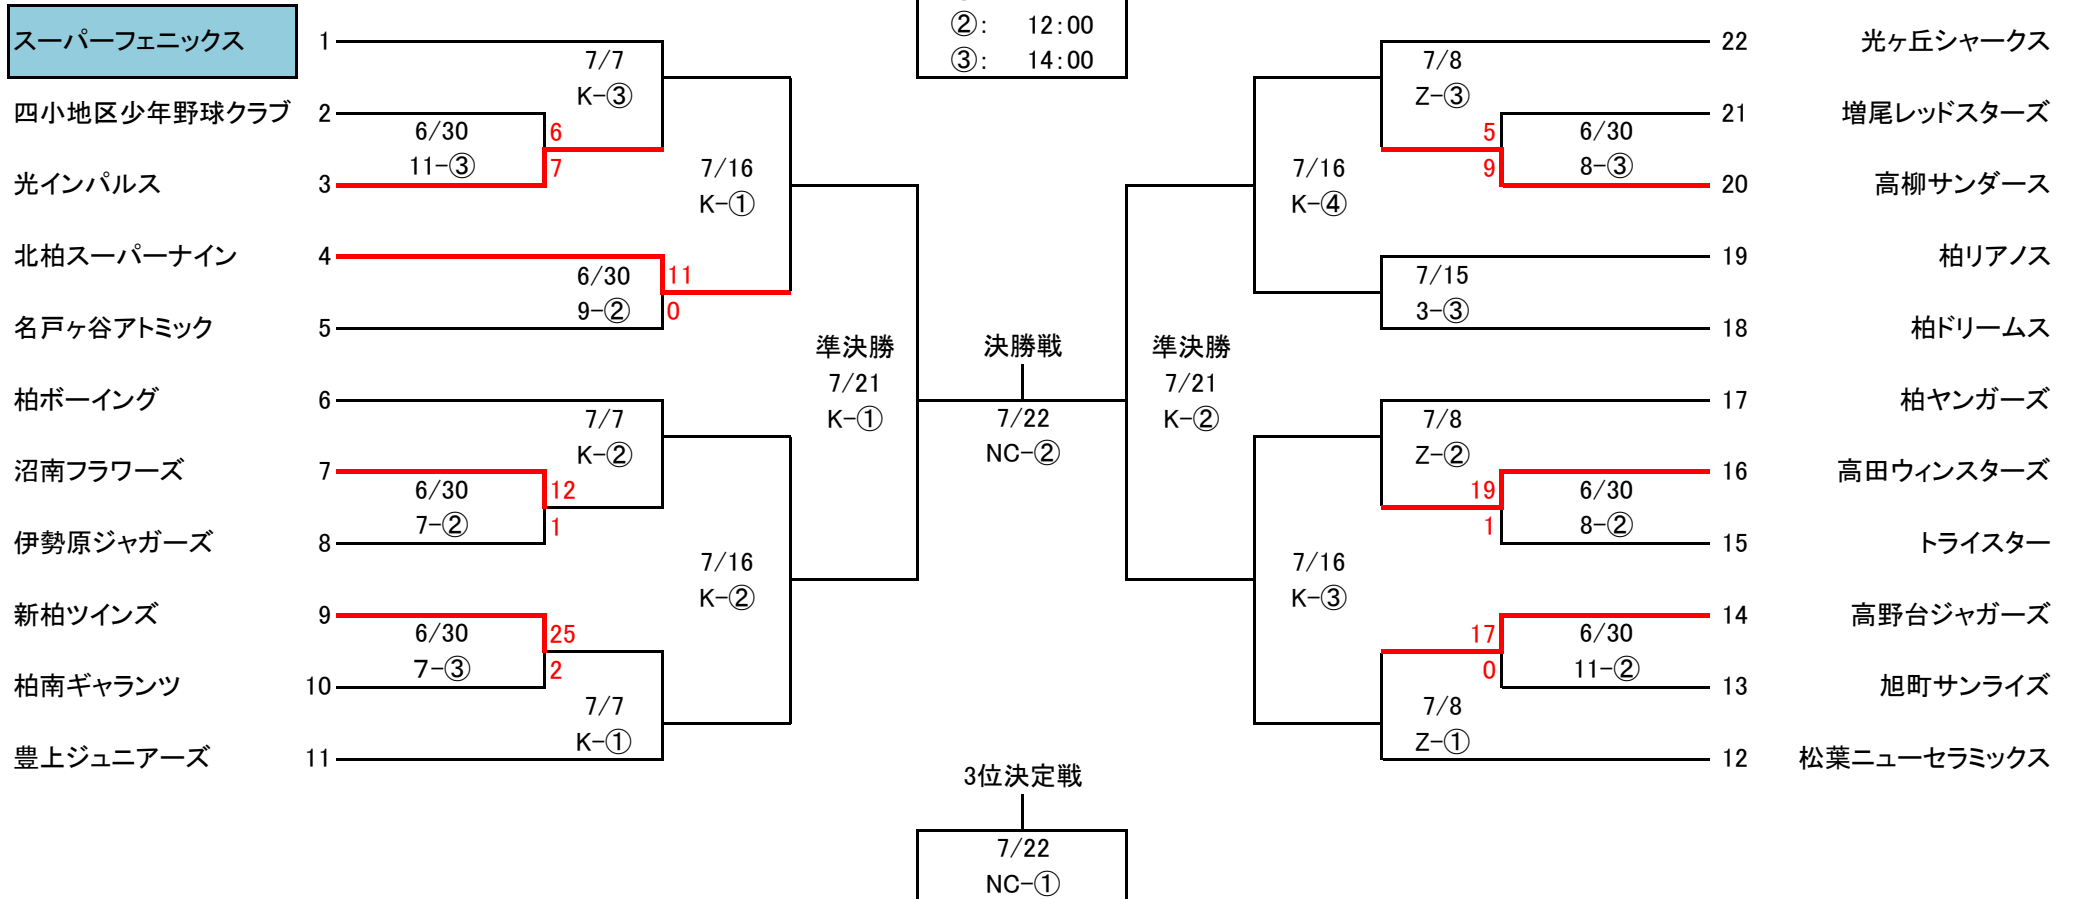 ②: 12:00
③: 14:00
スーパーフェニックス 1
7/7
K-③
四小地区少年野球クラブ 2
6/30
11-③
6
7
光インパルス 3
7/16
K-①
北柏スーパーナイン 4
6/30
9-②
11
0
名戸ヶ谷アトミック 5
準決勝
7/21
K-①
柏ボーイング 6
7/7
K-②
沼南フラワーズ 7
6/30
7-②
12
1
伊勢原ジャガーズ 8
7/16
K-②
新柏ツインズ 9
6/30
7-③
25
2
柏南ギャランツ 10
7/7
K-①
豊上ジュニアーズ 11
決勝戦
7/22
NC-②
3位決定戦
7/22
NC-①
22 光ヶ丘シャークス
7/8
Z-③
21 増尾レッドスターズ
5
9
6/30
8-③
20 高柳サンダース
7/16
K-④
19 柏リアノス
7/15
3-③
18 柏ドリームス
準決勝
7/21
K-②
17 柏ヤンガーズ
7/8
Z-②
16 高田ウィンスターズ
19
1
6/30
8-②
15 トライスター
7/16
K-③
14 高野台ジャガーズ
17
0
6/30
11-②
13 旭町サンライズ
7/8
Z-①
12 松葉ニューセラミックス